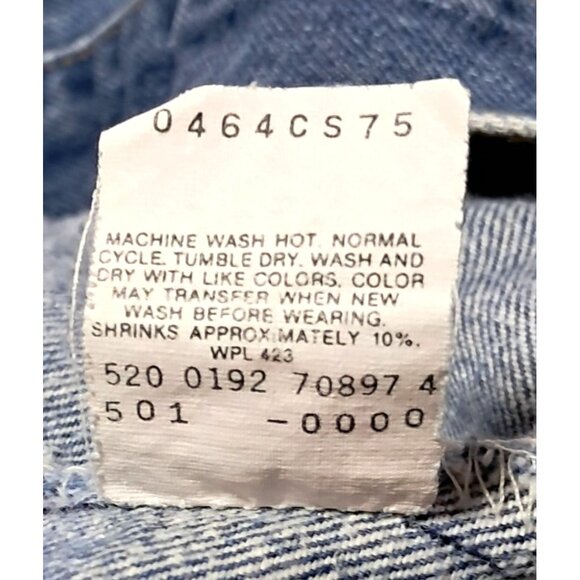 0464CS75
MACHINE WASH HOT. NORMAL
CYCLE. TUMBLE DRY. WASH AND
DRY WITH LIKE COLORS. COLOR
MAY TRANSFER WHEN NEW
WASH BEFORE WEARING.
SHRINKS APPROXIMATELY 10%.
WPL 423
520 0192 70897 4
501 -0000